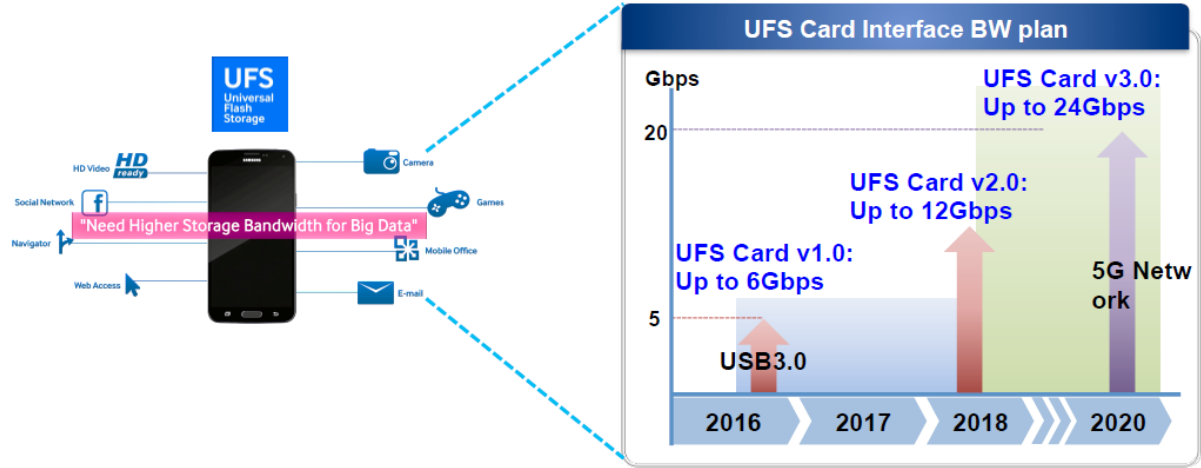 UFS
Universal
Flash
Storage
SAMSUNG
HD Video
HD
ready
Camera
Social Network
f
Games
"Need Higher Storage Bandwidth for Big Data"
Navigator
Mobile Office
Web Access
E-mail
UFS Card Interface BW plan
Gbps
UFS Card v3.0:
Up to 24Gbps
20
UFS Card v2.0:
Up to 12Gbps
UFS Card v1.0:
Up to 6Gbps
5G Netw
ork
5
USB3.0
2016
2017
2018
2020